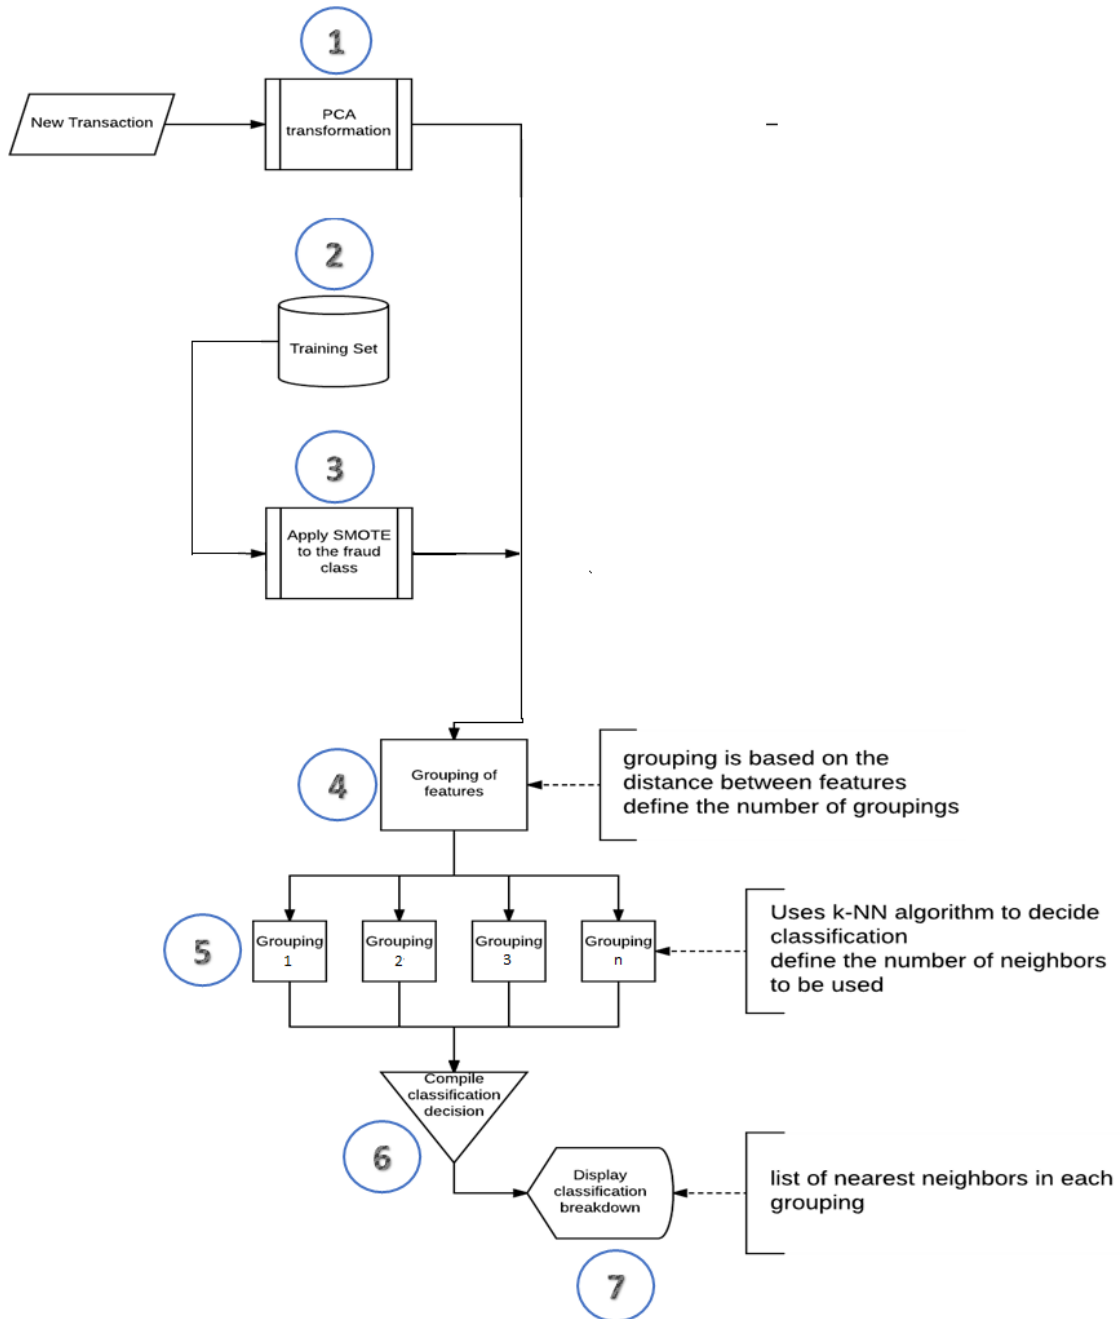 1
New Transaction
PCA
transformation
2
Training Set
3
Apply SMOTE
to the fraud
class
4
Grouping of
features
grouping is based on the
distance between features
define the number of groupings
5
Grouping
1
Grouping
2
Grouping
3
Grouping
n
Uses k-NN algorithm to decide
classification
define the number of neighbors
to be used
Compile
classification
decision
6
Display
classification
breakdown
list of nearest neighbors in each
grouping
7